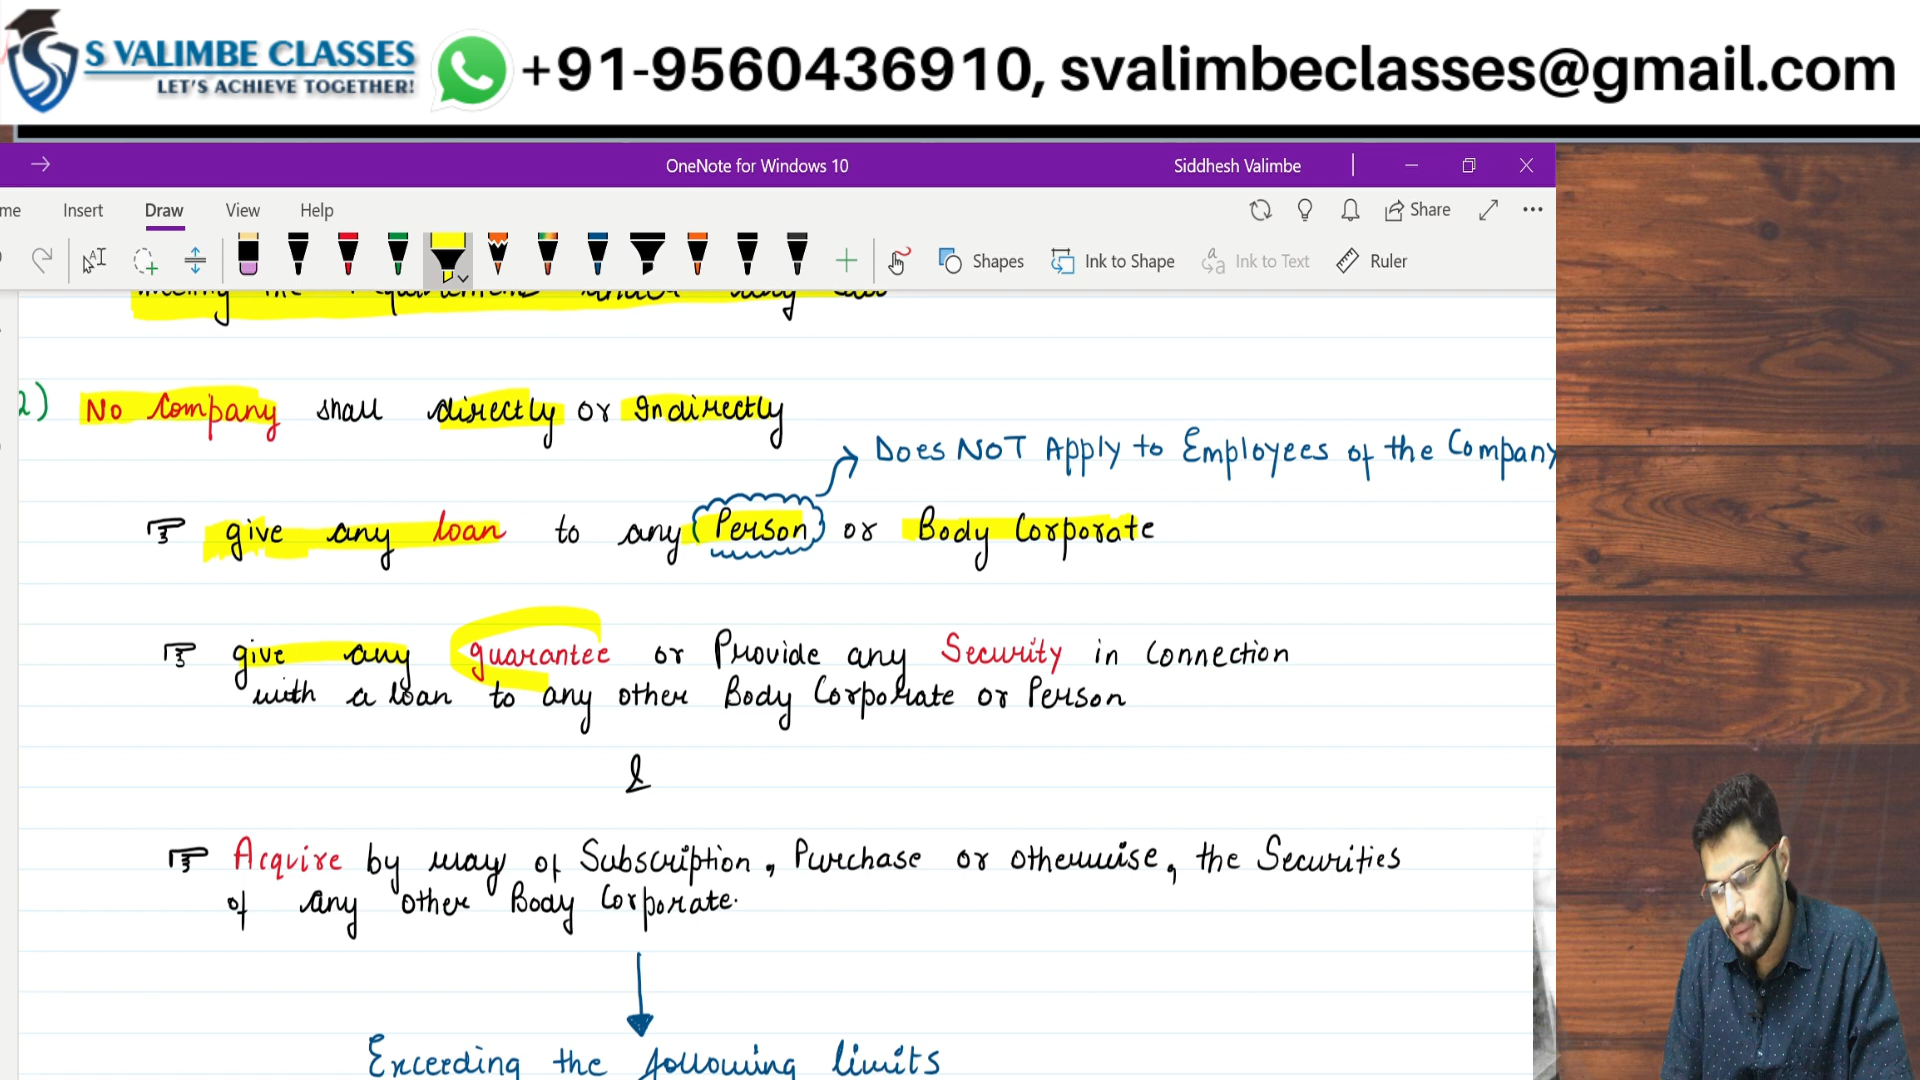 S VALIMBE CLASSES
LET'S ACHIEVE TOGETHER!
+91-9560436910, svalimbeclasses@gmail.com
OneNote for Windows 10
Siddhesh Valimbe
me Insert Draw View Help
Share
Shapes Ink to Shape Ink to Text Ruler
2) No Company shall directly or Indirectly
Does NOT Apply to Employees of the Company
give any loan to any Person or Body Corporate
give any guarantee or Provide any Security in connection
with a loan to any other Body Corporate or Person
&
Acquire by way of Subscription, Purchase or otherwise, the Securities
of any other Body Corporate.
Exceeding the following limits